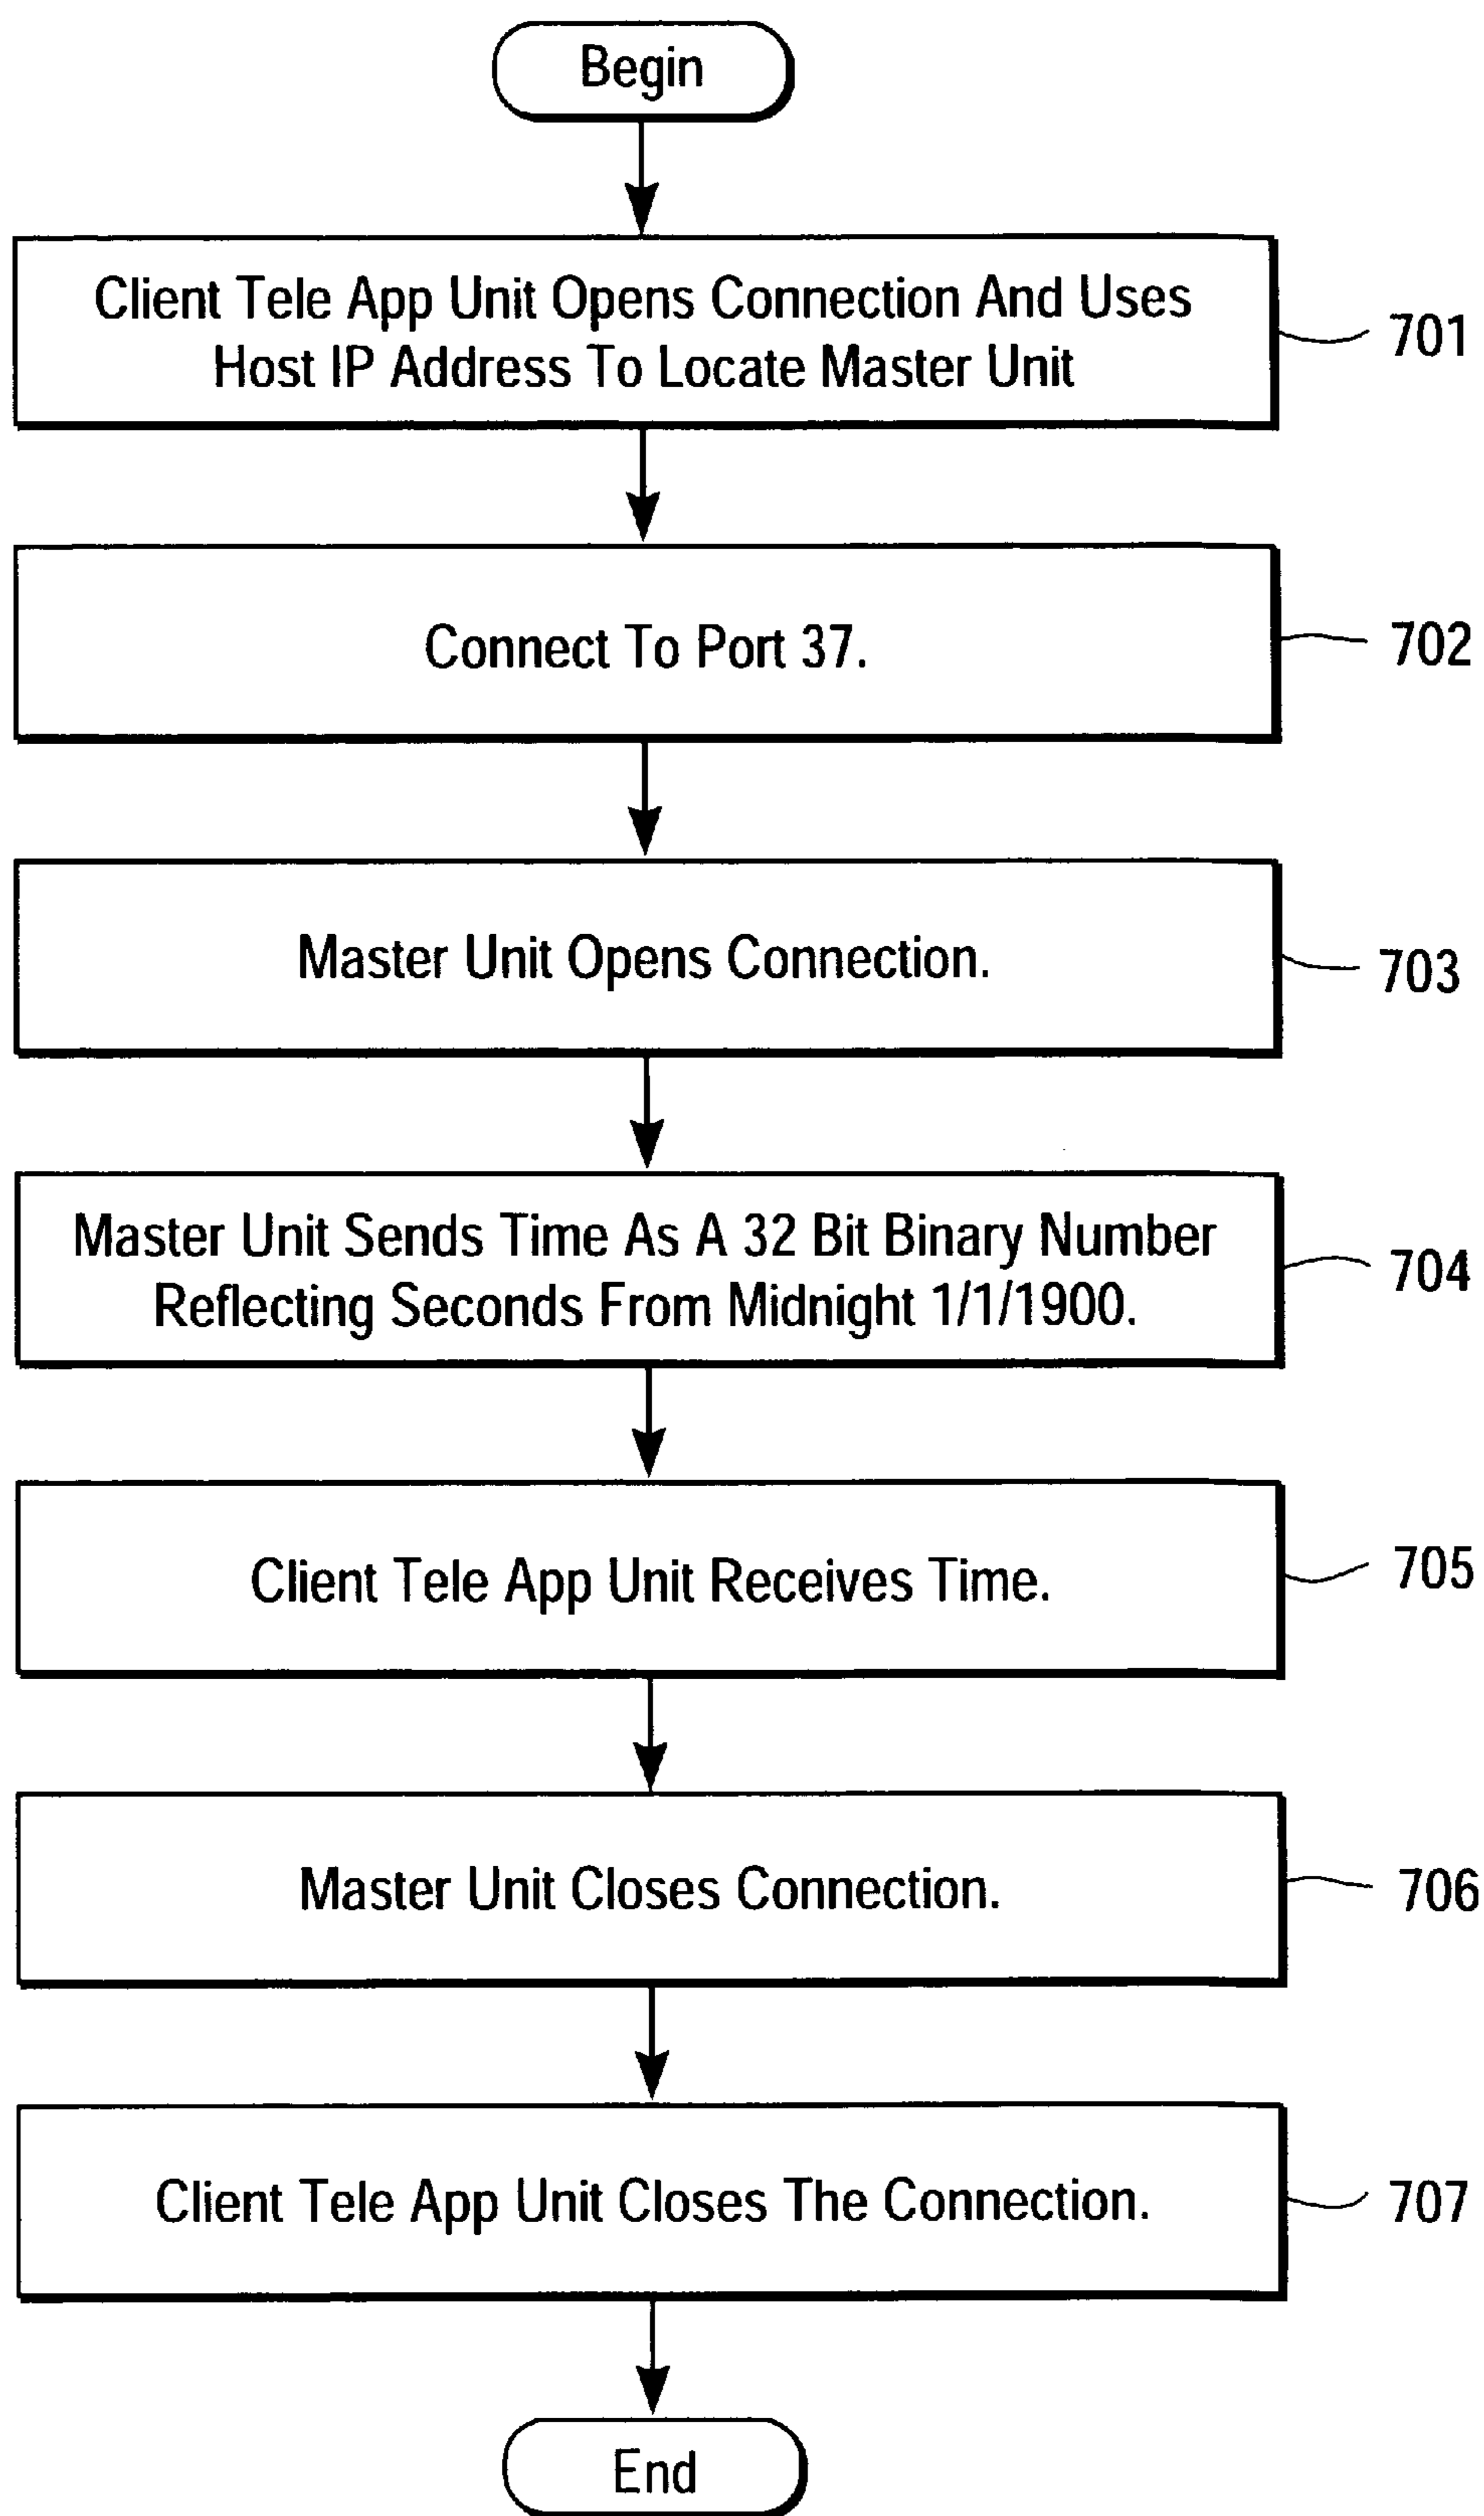 Begin
Client Tele App Unit Opens Connection And Uses
Host IP Address To Locate Master Unit
701
Connect To Port 37.
702
Master Unit Opens Connection.
703
Master Unit Sends Time As A 32 Bit Binary Number
Reflecting Seconds From Midnight 1/1/1900.
704
Client Tele App Unit Receives Time.
705
Master Unit Closes Connection.
706
Client Tele App Unit Closes The Connection.
707
End